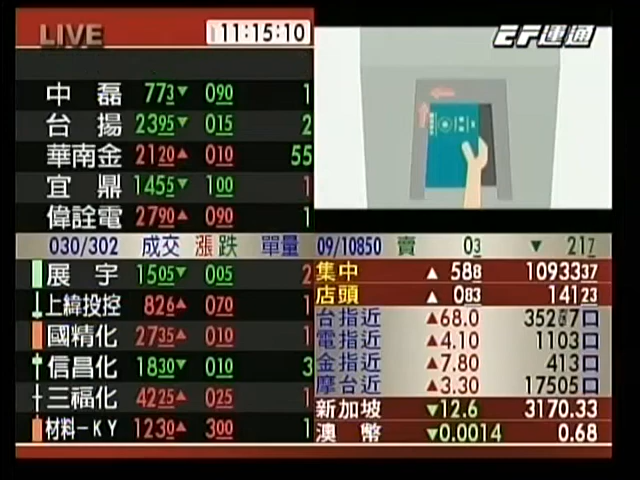 LIVE 11:15:10
ET運通
中磊 773▼ 090 1
台揚 2395▼ 015 2
華南金 2120▲ 010 55
宜鼎 1455▼ 100 1
偉詮電 2790▲ 090 1
030/302 成交 漲跌 單量
展宇 1505▼ 005 2
上緯投控 826▲ 070 1
國精化 2735▲ 010 1
信昌化 1830▼ 010 3
三福化 4225▲ 025 1
材料-KY 1230▲ 300 1
09/10850 賣 03 ▼ 217
集中 ▲ 588 1093337
店頭 ▲ 083 14123
台指近 ▲68.0 口
電指近 ▲4.10 1103口
金指近 ▲7.80 413口
摩台近 ▲3.30 17505口
新加坡 ▼12.6 3170.33
澳幣 ▼0.0014 0.68